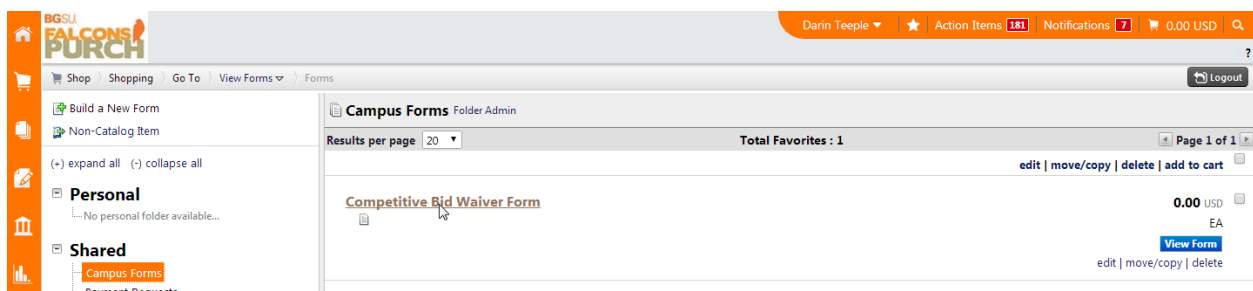 BGSU.
FALCONS
PURCH
Darin Teeple
Action Items 181
Notifications 7
0.00 USD
?
Shop
Shopping
Go To
View Forms
Forms
Logout
Build a New Form
Non-Catalog Item
(+) expand all (-) collapse all
Personal
No personal folder available...
Shared
Campus Forms
Payment Requests
Campus Forms Folder Admin
Results per page 20
Total Favorites : 1
Page 1 of 1
edit | move/copy | delete | add to cart
Competitive Bid Waiver Form
0.00 USD
EA
View Form
edit | move/copy | delete